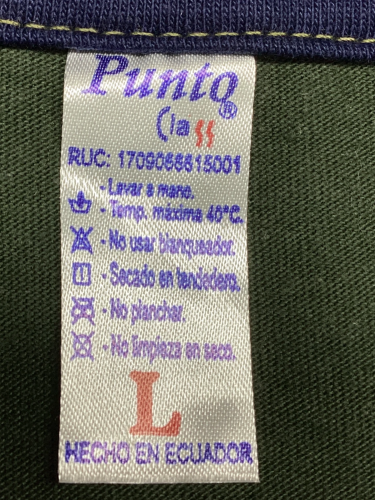 Punto®
Class
RUC: 1709066615001
- Lavar a mano.
- Temp. máxima 40°C.
- No usar blanqueador.
- Secado en tendedero.
- No planchar.
- No limpieza en seco.
L
HECHO EN ECUADOR